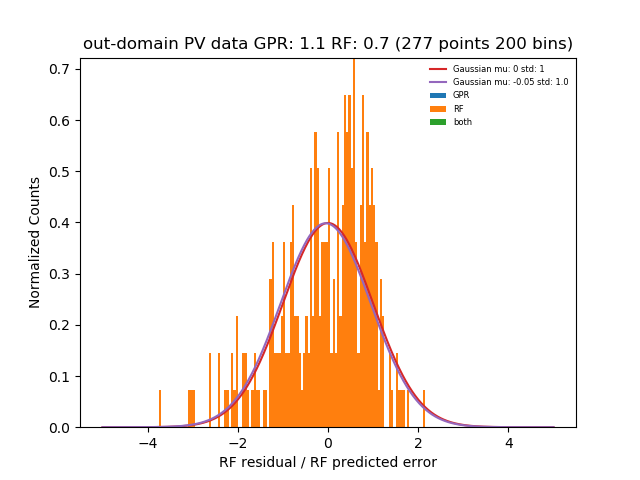 out-domain PV data GPR: 1.1 RF: 0.7 (277 points 200 bins)
Gaussian mu: 0 std: 1
Gaussian mu: -0.05 std: 1.0
GPR
RF
both
Normalized Counts
0.7
0.6
0.5
0.4
0.3
0.2
0.1
0.0
−4 −2 0 2 4
RF residual / RF predicted error